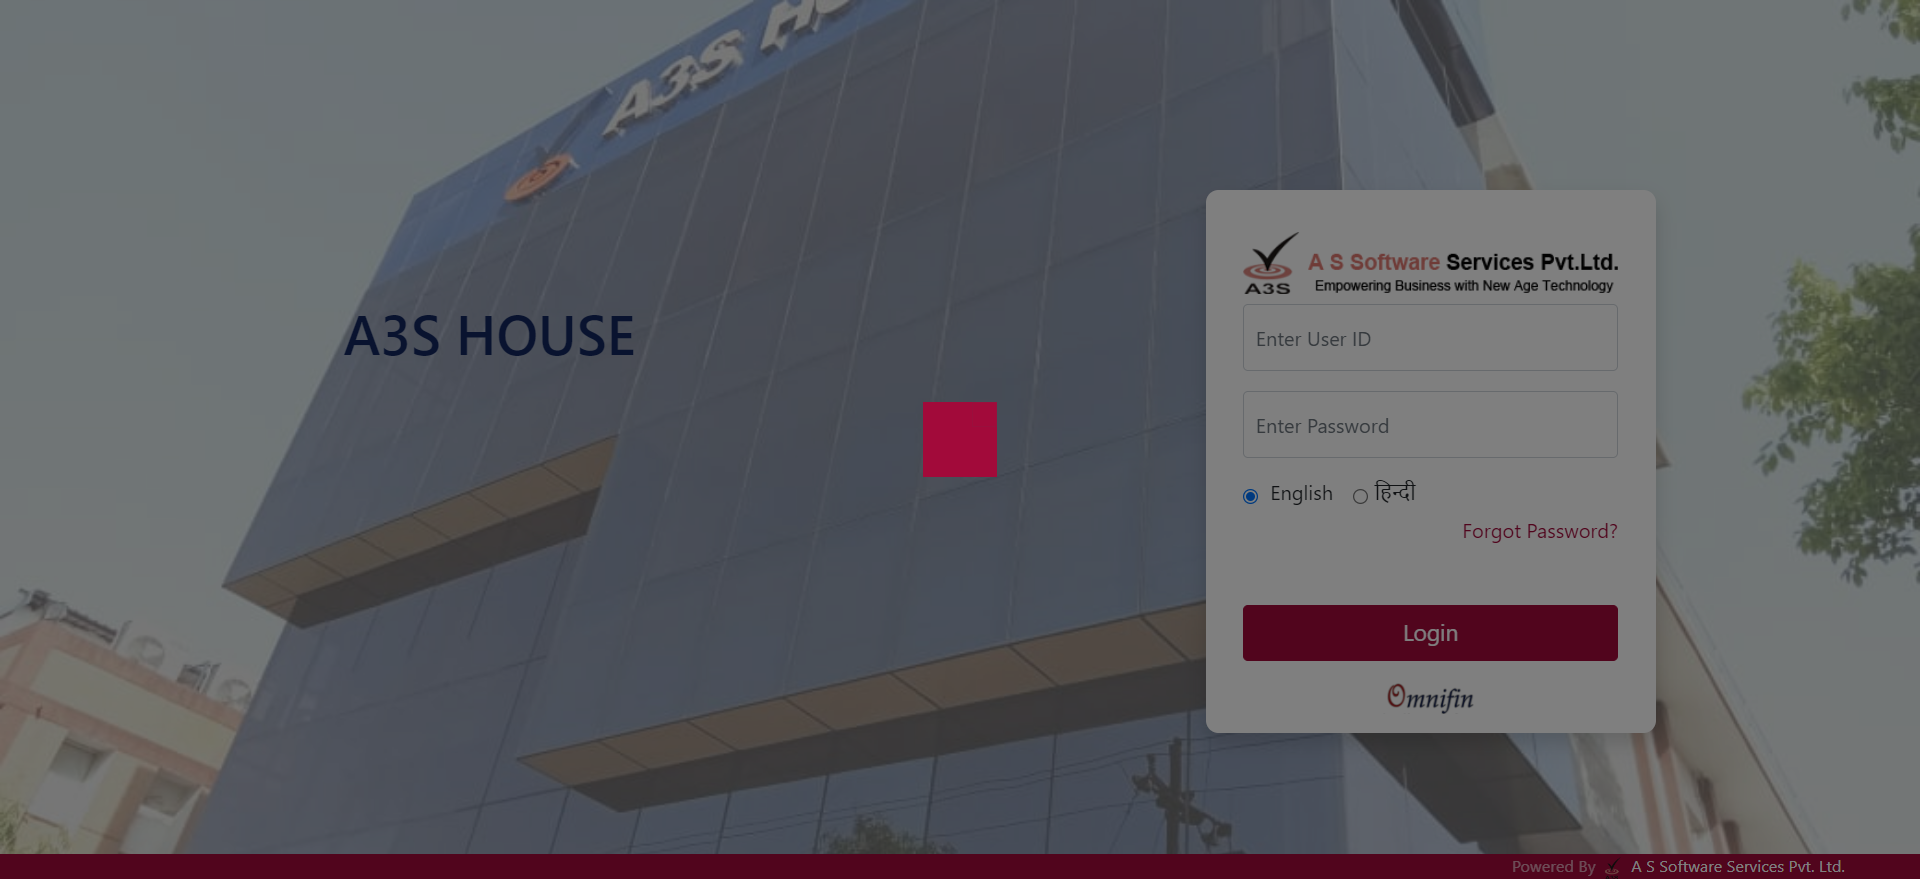 A3S HO
A3S HOUSE
A3S
A S Software Services Pvt.Ltd.
Empowering Business with New Age Technology
Enter User ID
Enter Password
English हिन्दी
Forgot Password?
Login
Omnifin
Powered By A S Software Services Pvt. Ltd.